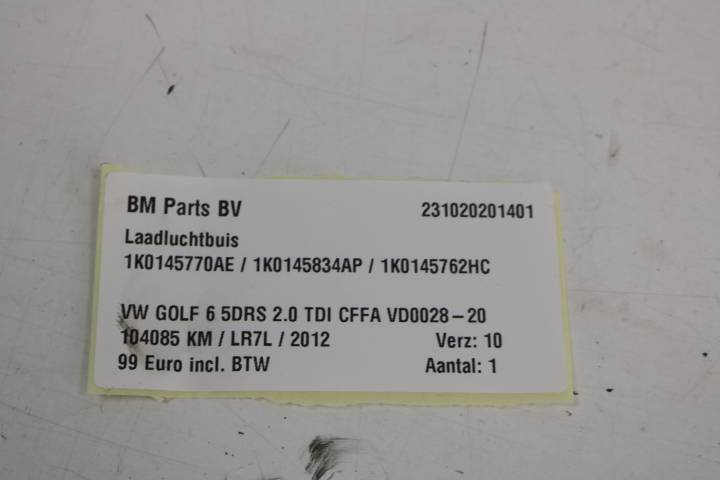 BM Parts BV 231020201401
Laadluchtbuis
1K0145770AE / 1K0145834AP / 1K0145762HC
VW GOLF 6 5DRS 2.0 TDI CFFA VD0028-20
104085 KM / LR7L / 2012 Verz: 10
99 Euro incl. BTW Aantal: 1